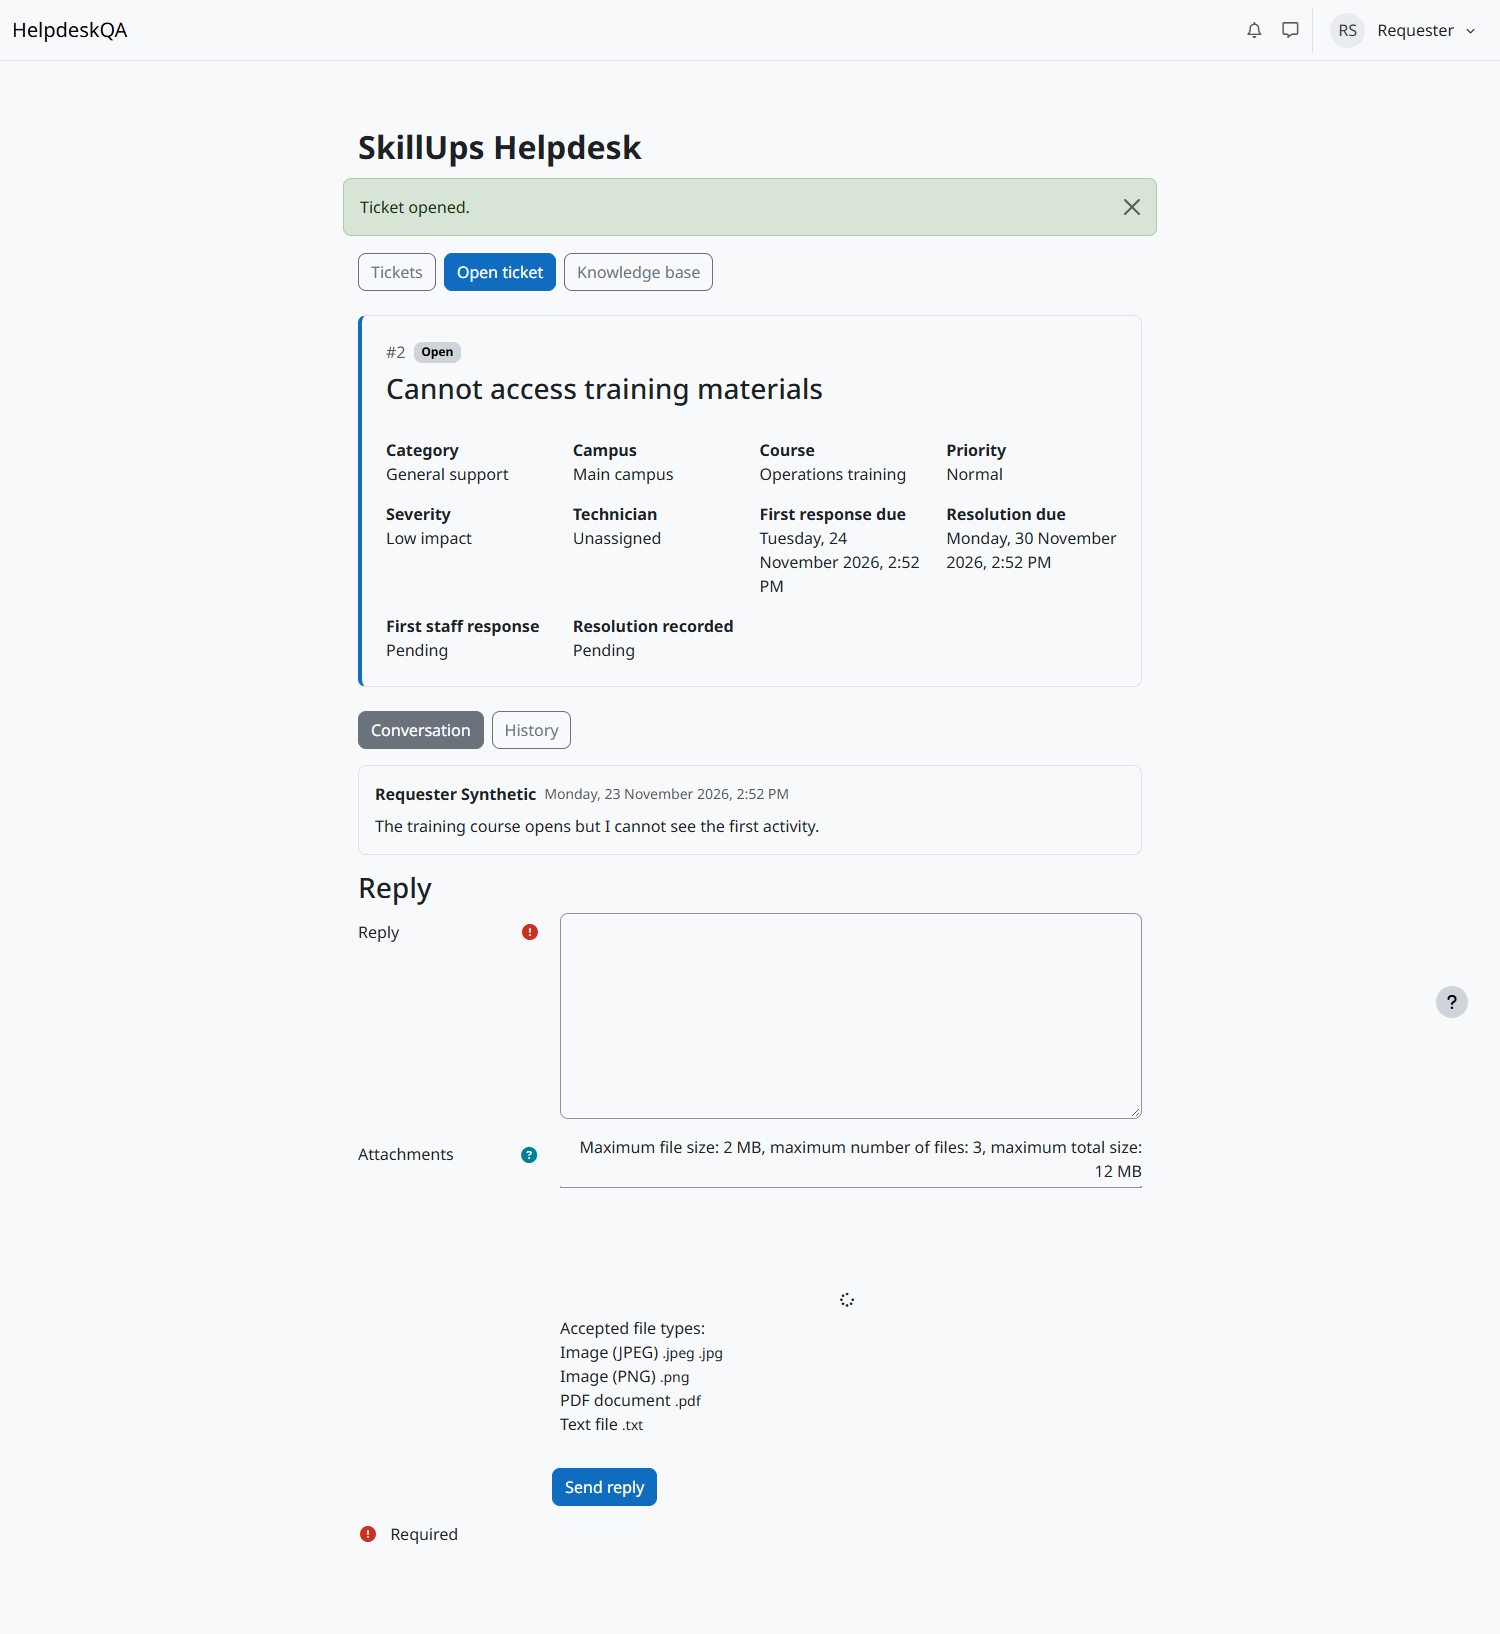 HelpdeskQA
RS Requester
SkillUps Helpdesk
Ticket opened.
Tickets Open ticket Knowledge base
#2 Open
Cannot access training materials
Category Campus Course Priority
General support Main campus Operations training Normal
Severity Technician First response due Resolution due
Low impact Unassigned Tuesday, 24 Monday, 30 November
November 2026, 2:52 2026, 2:52 PM
PM
First staff response Resolution recorded
Pending Pending
Conversation History
Requester Synthetic Monday, 23 November 2026, 2:52 PM
The training course opens but I cannot see the first activity.
Reply
Reply !
?
Attachments ? Maximum file size: 2 MB, maximum number of files: 3, maximum total size:
12 MB
Accepted file types:
Image (JPEG) .jpeg .jpg
Image (PNG) .png
PDF document .pdf
Text file .txt
Send reply
! Required